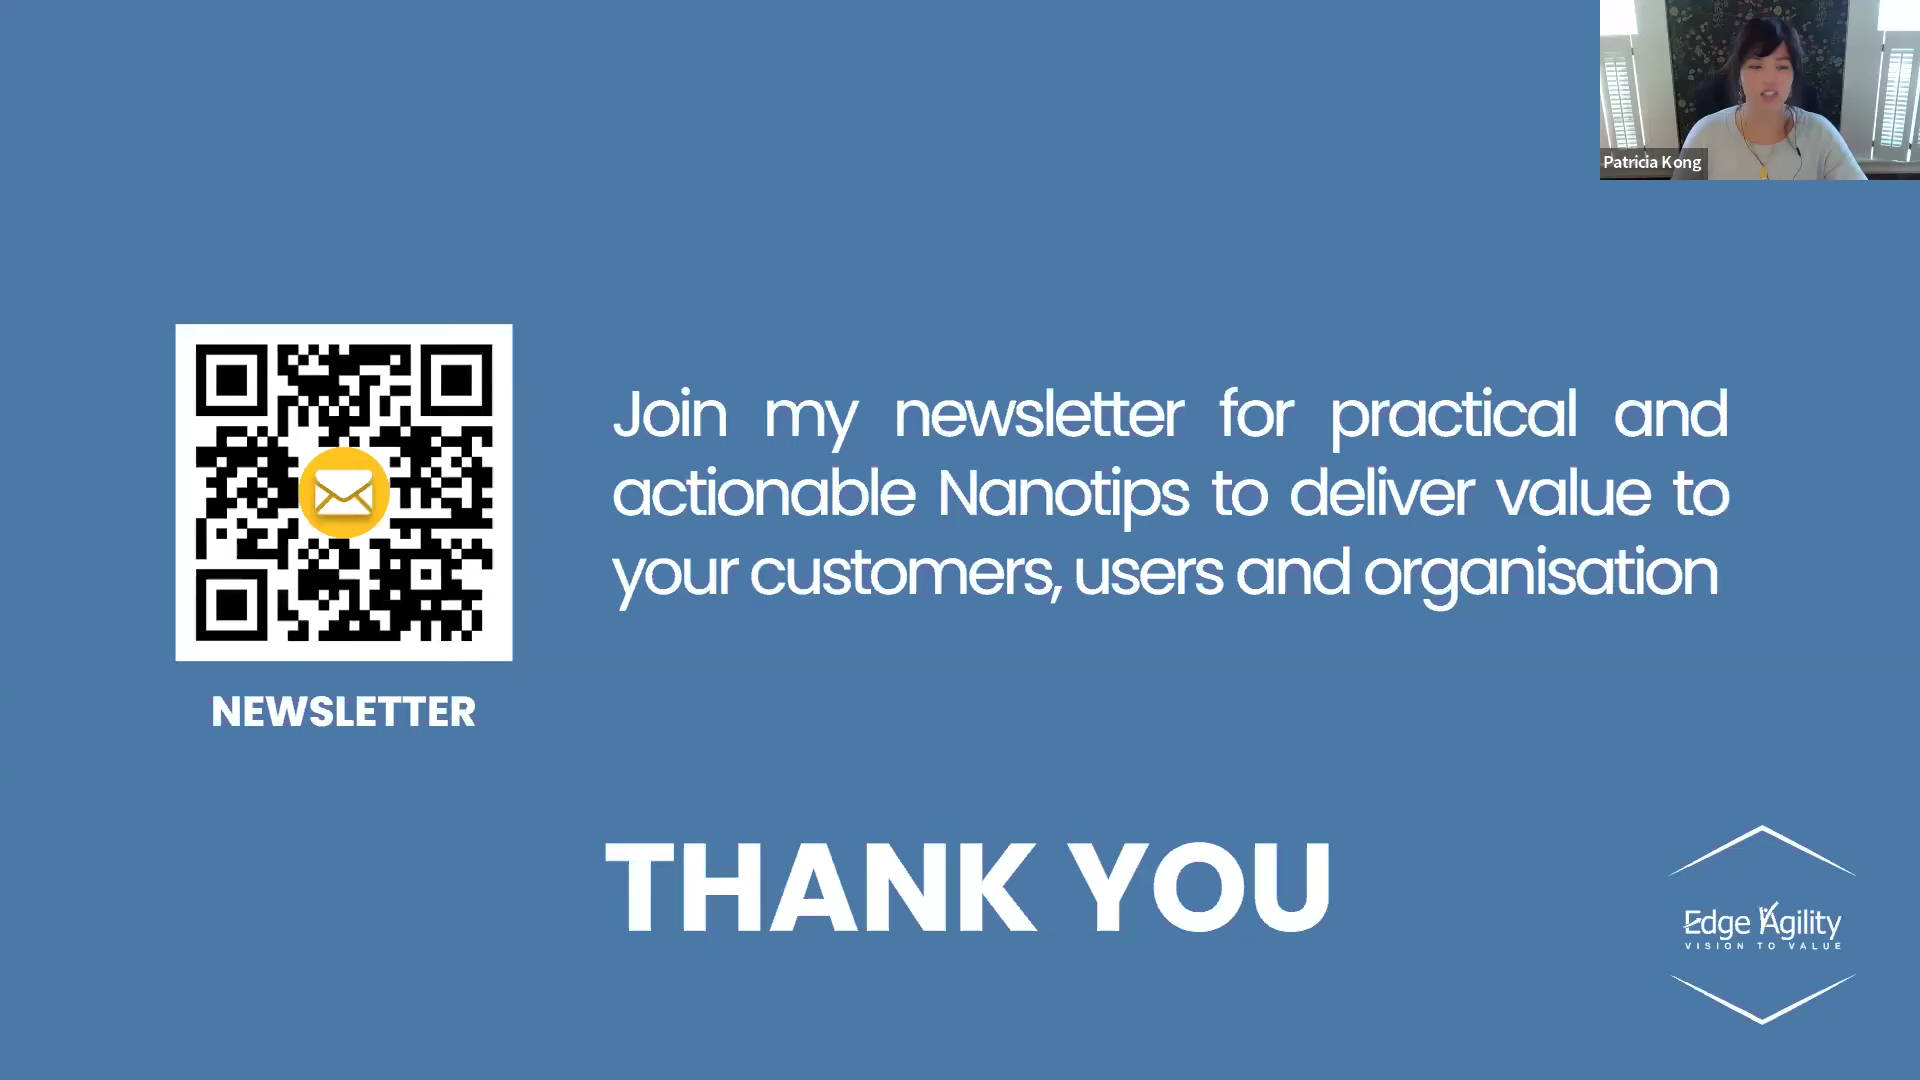 Patricia Kong
Join my newsletter for practical and
actionable Nanotips to deliver value to
your customers, users and organisation
NEWSLETTER
THANK YOU
Edge Agility
VISION TO VALUE